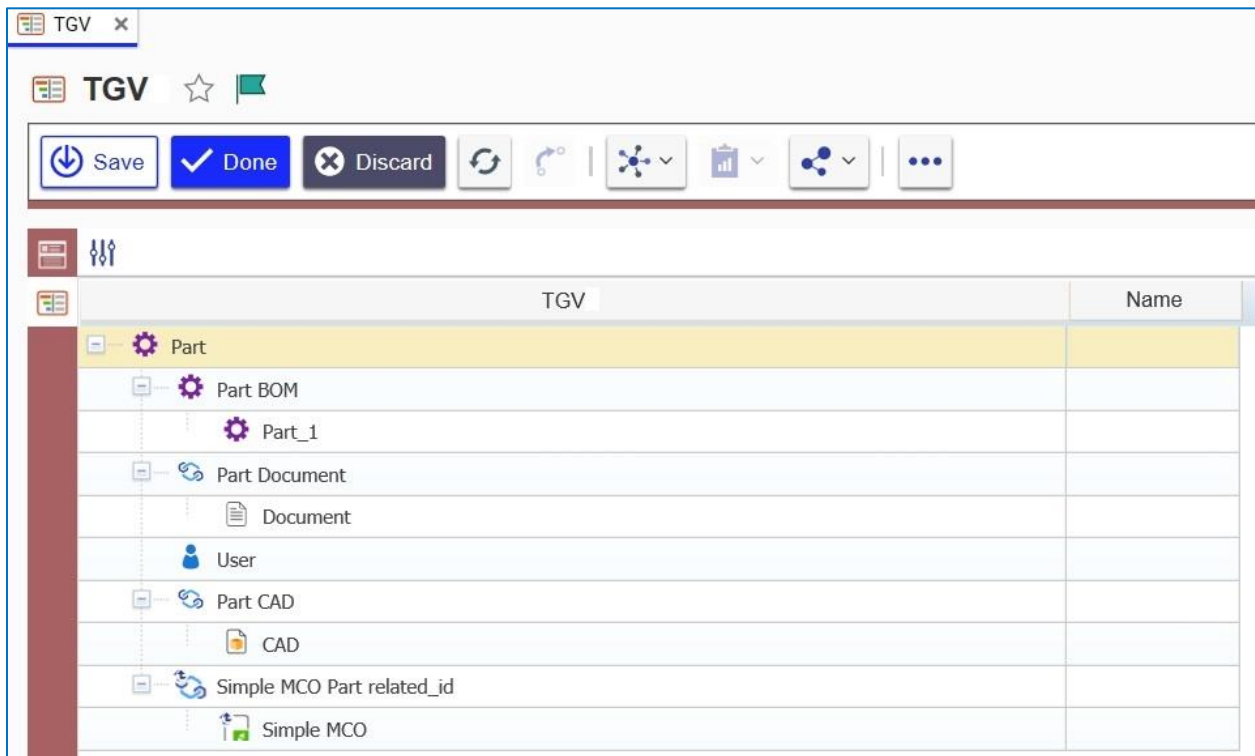 TGV
TGV
Save Done Discard
TGV Name
Part
Part BOM
Part_1
Part Document
Document
User
Part CAD
CAD
Simple MCO Part related_id
Simple MCO